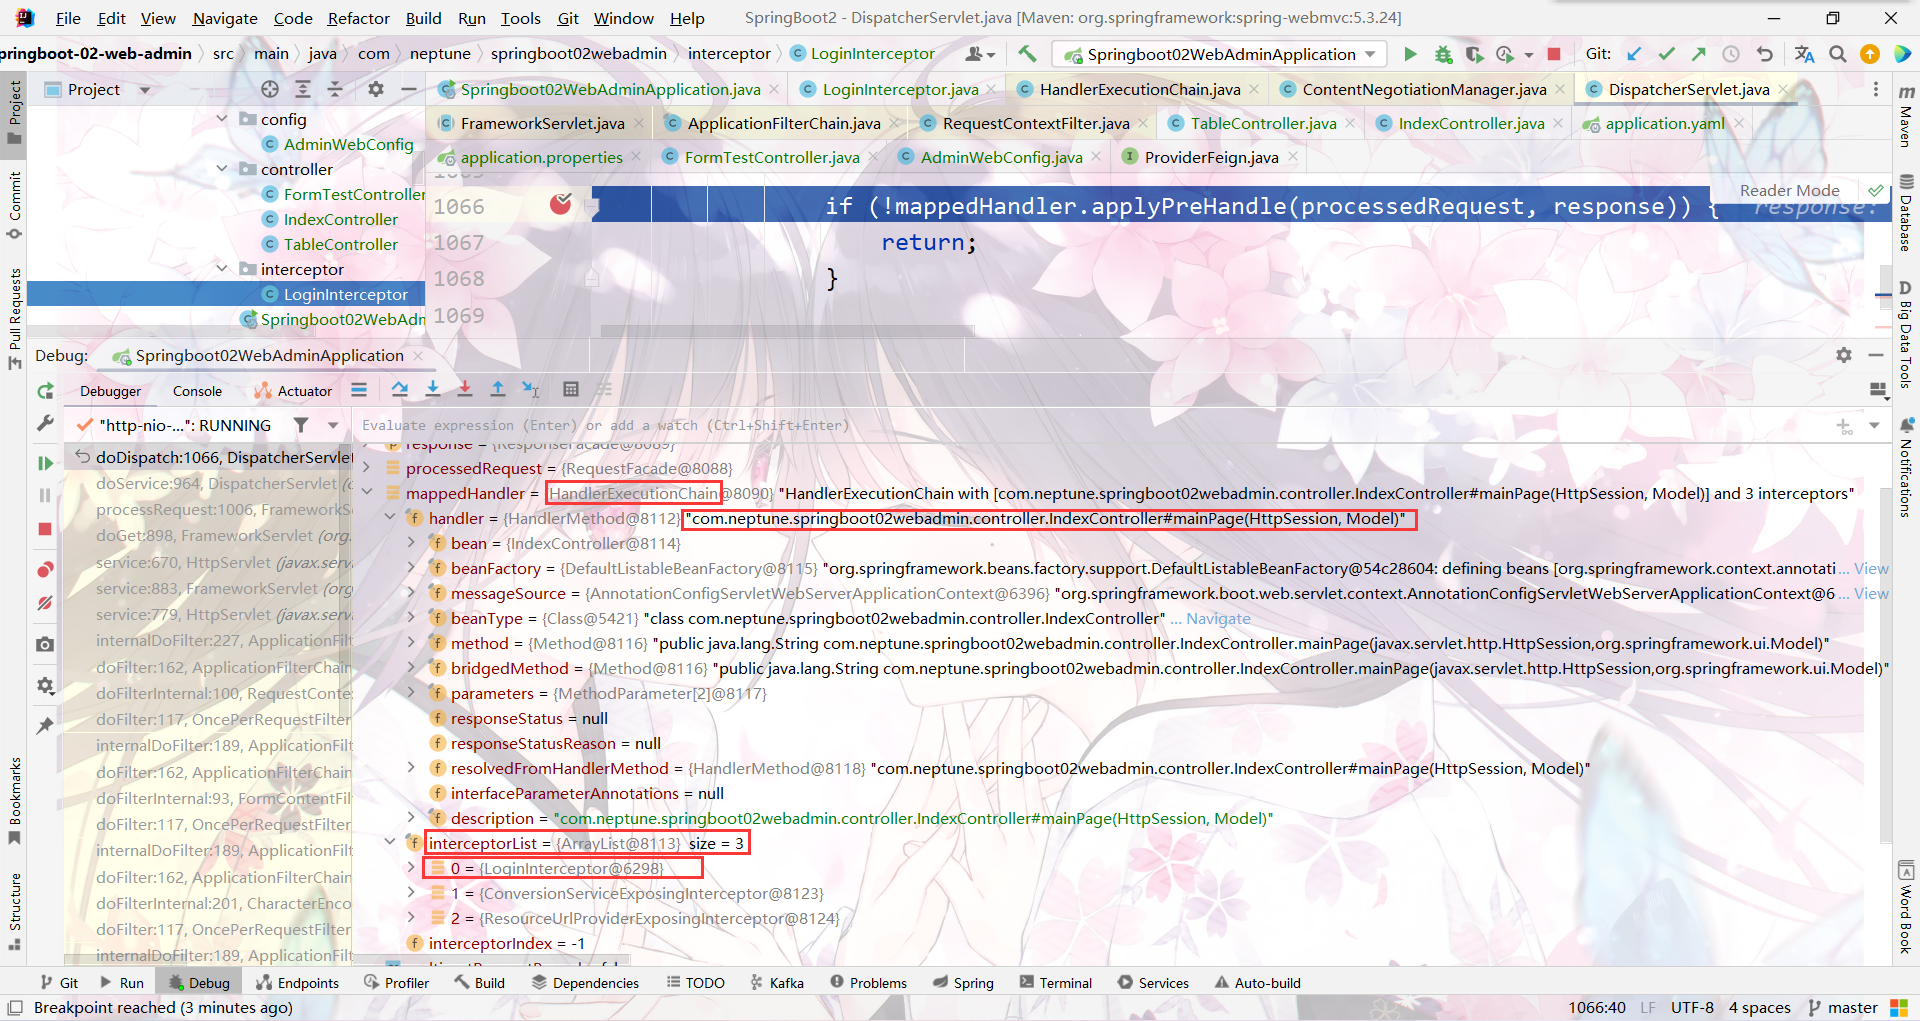 File Edit View Navigate Code Refactor Build Run Tools Git Window Help SpringBoot2 - DispatcherServlet.java [Maven: org.springframework:spring-webmvc:5.3.24]
pringboot-02-web-admin src main java com neptune springboot02webadmin interceptor LoginInterceptor Springboot02WebAdminApplication Git:
Project Springboot02WebAdminApplication.java LoginInterceptor.java HandlerExecutionChain.java ContentNegotiationManager.java DispatcherServlet.java
config FrameworkServlet.java ApplicationFilterChain.java RequestContextFilter.java TableController.java IndexController.java application.yaml
AdminWebConfig
application.properties FormTestController.java AdminWebConfig.java ProviderFeign.java
controller
FormTestController
IndexController
TableController
interceptor
LoginInterceptor
Springboot02WebAdm
Reader Mode
1066 if (!mappedHandler.applyPreHandle(processedRequest, response)) { response:
1067 return;
1068 }
1069
Debug: Springboot02WebAdminApplication
Debugger Console Actuator
"http-nio-...": RUNNING
Evaluate expression (Enter) or add a watch (Ctrl+Shift+Enter)
doDispatch:1066, DispatcherServlet
doService:964, DispatcherServlet
processRequest:1006, FrameworkS
doGet:898, FrameworkServlet (org.
service:670, HttpServlet (javax.serv
service:883, FrameworkServlet (org
service:779, HttpServlet (javax.servl
internalDoFilter:227, ApplicationFi
doFilter:162, ApplicationFilterChain
doFilterInternal:100, RequestConte
doFilter:117, OncePerRequestFilter
internalDoFilter:189, ApplicationFilt
doFilter:162, ApplicationFilterChain
doFilterInternal:93, FormContentFil
doFilter:117, OncePerRequestFilter
internalDoFilter:189, ApplicationFilt
doFilter:162, ApplicationFilterChain
doFilterInternal:201, CharacterEnco
doFilter:117, OncePerRequestFilter
internalDoFilter:189, ApplicationFilt
response = {ResponseFacade@8089}
processedRequest = {RequestFacade@8088}
mappedHandler = {HandlerExecutionChain@8090} "HandlerExecutionChain with [com.neptune.springboot02webadmin.controller.IndexController#mainPage(HttpSession, Model)] and 3 interceptors"
handler = {HandlerMethod@8112} "com.neptune.springboot02webadmin.controller.IndexController#mainPage(HttpSession, Model)"
bean = {IndexController@8114}
beanFactory = {DefaultListableBeanFactory@8115} "org.springframework.beans.factory.support.DefaultListableBeanFactory@54c28604: defining beans [org.springframework.context.annotati ... View
messageSource = {AnnotationConfigServletWebServerApplicationContext@6396} "org.springframework.boot.web.servlet.context.AnnotationConfigServletWebServerApplicationContext@6 ... View
beanType = {Class@5421} "class com.neptune.springboot02webadmin.controller.IndexController" ... Navigate
method = {Method@8116} "public java.lang.String com.neptune.springboot02webadmin.controller.IndexController.mainPage(javax.servlet.http.HttpSession,org.springframework.ui.Model)"
bridgedMethod = {Method@8116} "public java.lang.String com.neptune.springboot02webadmin.controller.IndexController.mainPage(javax.servlet.http.HttpSession,org.springframework.ui.Model)"
parameters = {MethodParameter[2]@8117}
responseStatus = null
responseStatusReason = null
resolvedFromHandlerMethod = {HandlerMethod@8118} "com.neptune.springboot02webadmin.controller.IndexController#mainPage(HttpSession, Model)"
interfaceParameterAnnotations = null
description = "com.neptune.springboot02webadmin.controller.IndexController#mainPage(HttpSession, Model)"
interceptorList = {ArrayList@8113} size = 3
0 = {LoginInterceptor@6298}
1 = {ConversionServiceExposingInterceptor@8123}
2 = {ResourceUrlProviderExposingInterceptor@8124}
interceptorIndex = -1
Project
Commit
Pull Requests
Bookmarks
Structure
Maven
Database
Big Data Tools
Notifications
Word Book
Git Run Debug Endpoints Profiler Build Dependencies TODO Kafka Problems Spring Terminal Services Auto-build
Breakpoint reached (3 minutes ago) 1066:40 LF UTF-8 4 spaces master